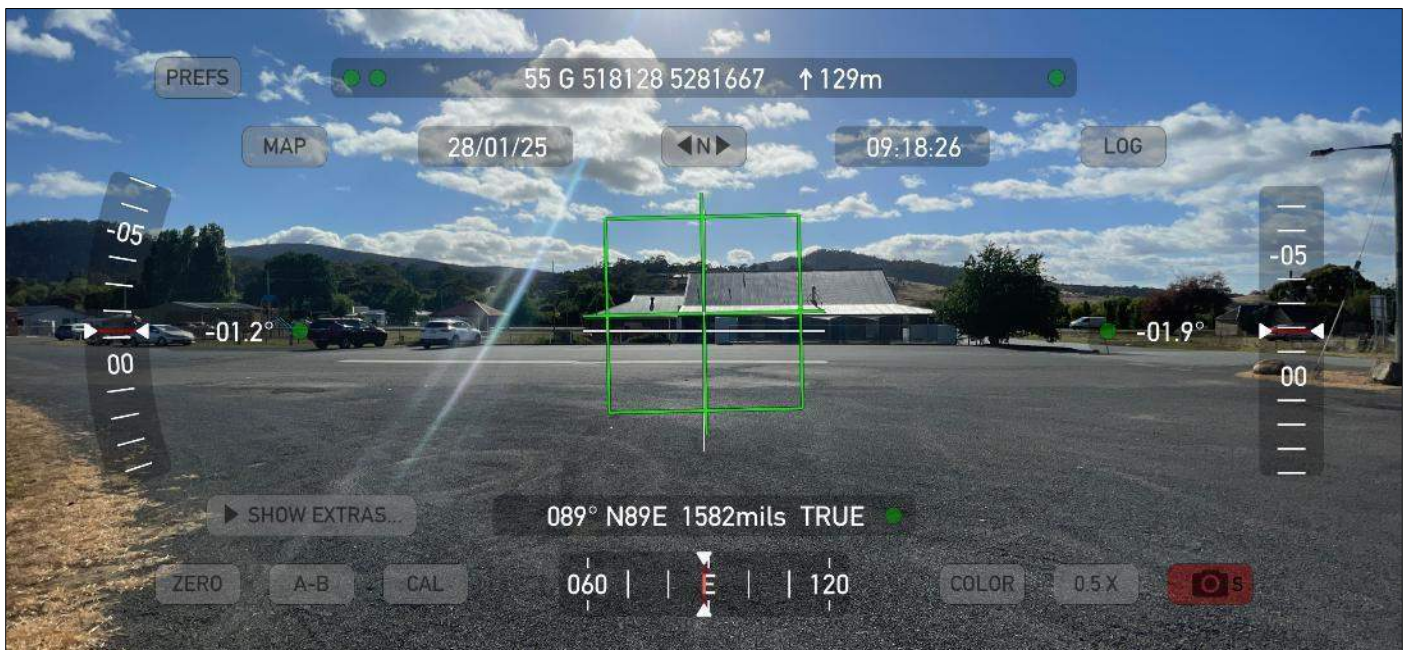 PREFS
55 G 518128 5281667 ↑ 129m
MAP
28/01/25
◀N▶
09:18:26
LOG
-05
-05
-01.2°
-01.9°
00
00
▶ SHOW EXTRAS...
089° N89E 1582mils TRUE
ZERO
A-B
CAL
060
E
120
COLOR
0.5 X
S